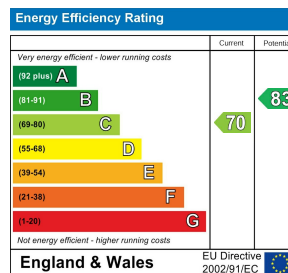 Energy Efficiency Rating
Current Potentia
Very energy efficient - lower running costs
(92 plus) A
(81-91) B
83
(69-80) C
70
(55-68) D
(39-54) E
(21-38) F
(1-20) G
Not energy efficient - higher running costs
England & Wales
EU Directive
2002/91/EC